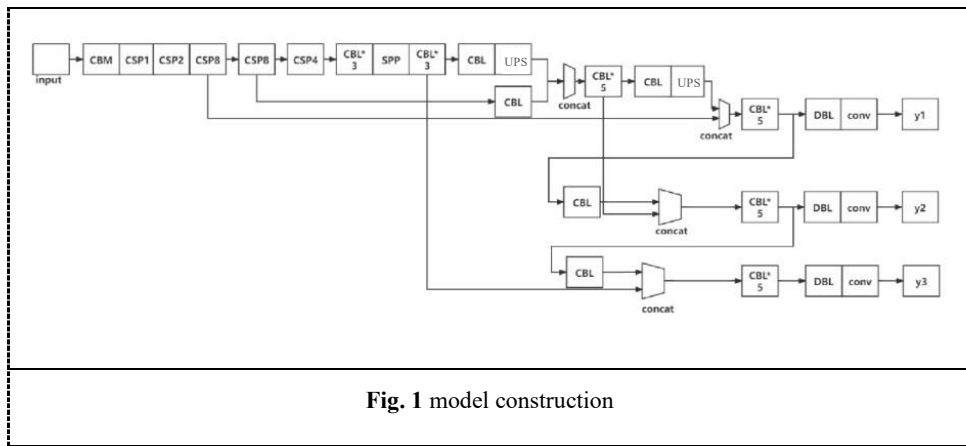 input
CBM CSP1 CSP2 CSP8 CSP8 CSP4 CBL* 3 SPP CBL* 3 CBL UPS
CBL
concat
CBL* 5 CBL UPS
concat
CBL* 5 DBL conv y1
CBL
concat
CBL* 5 DBL conv y2
CBL
concat
CBL* 5 DBL conv y3
Fig. 1 model construction